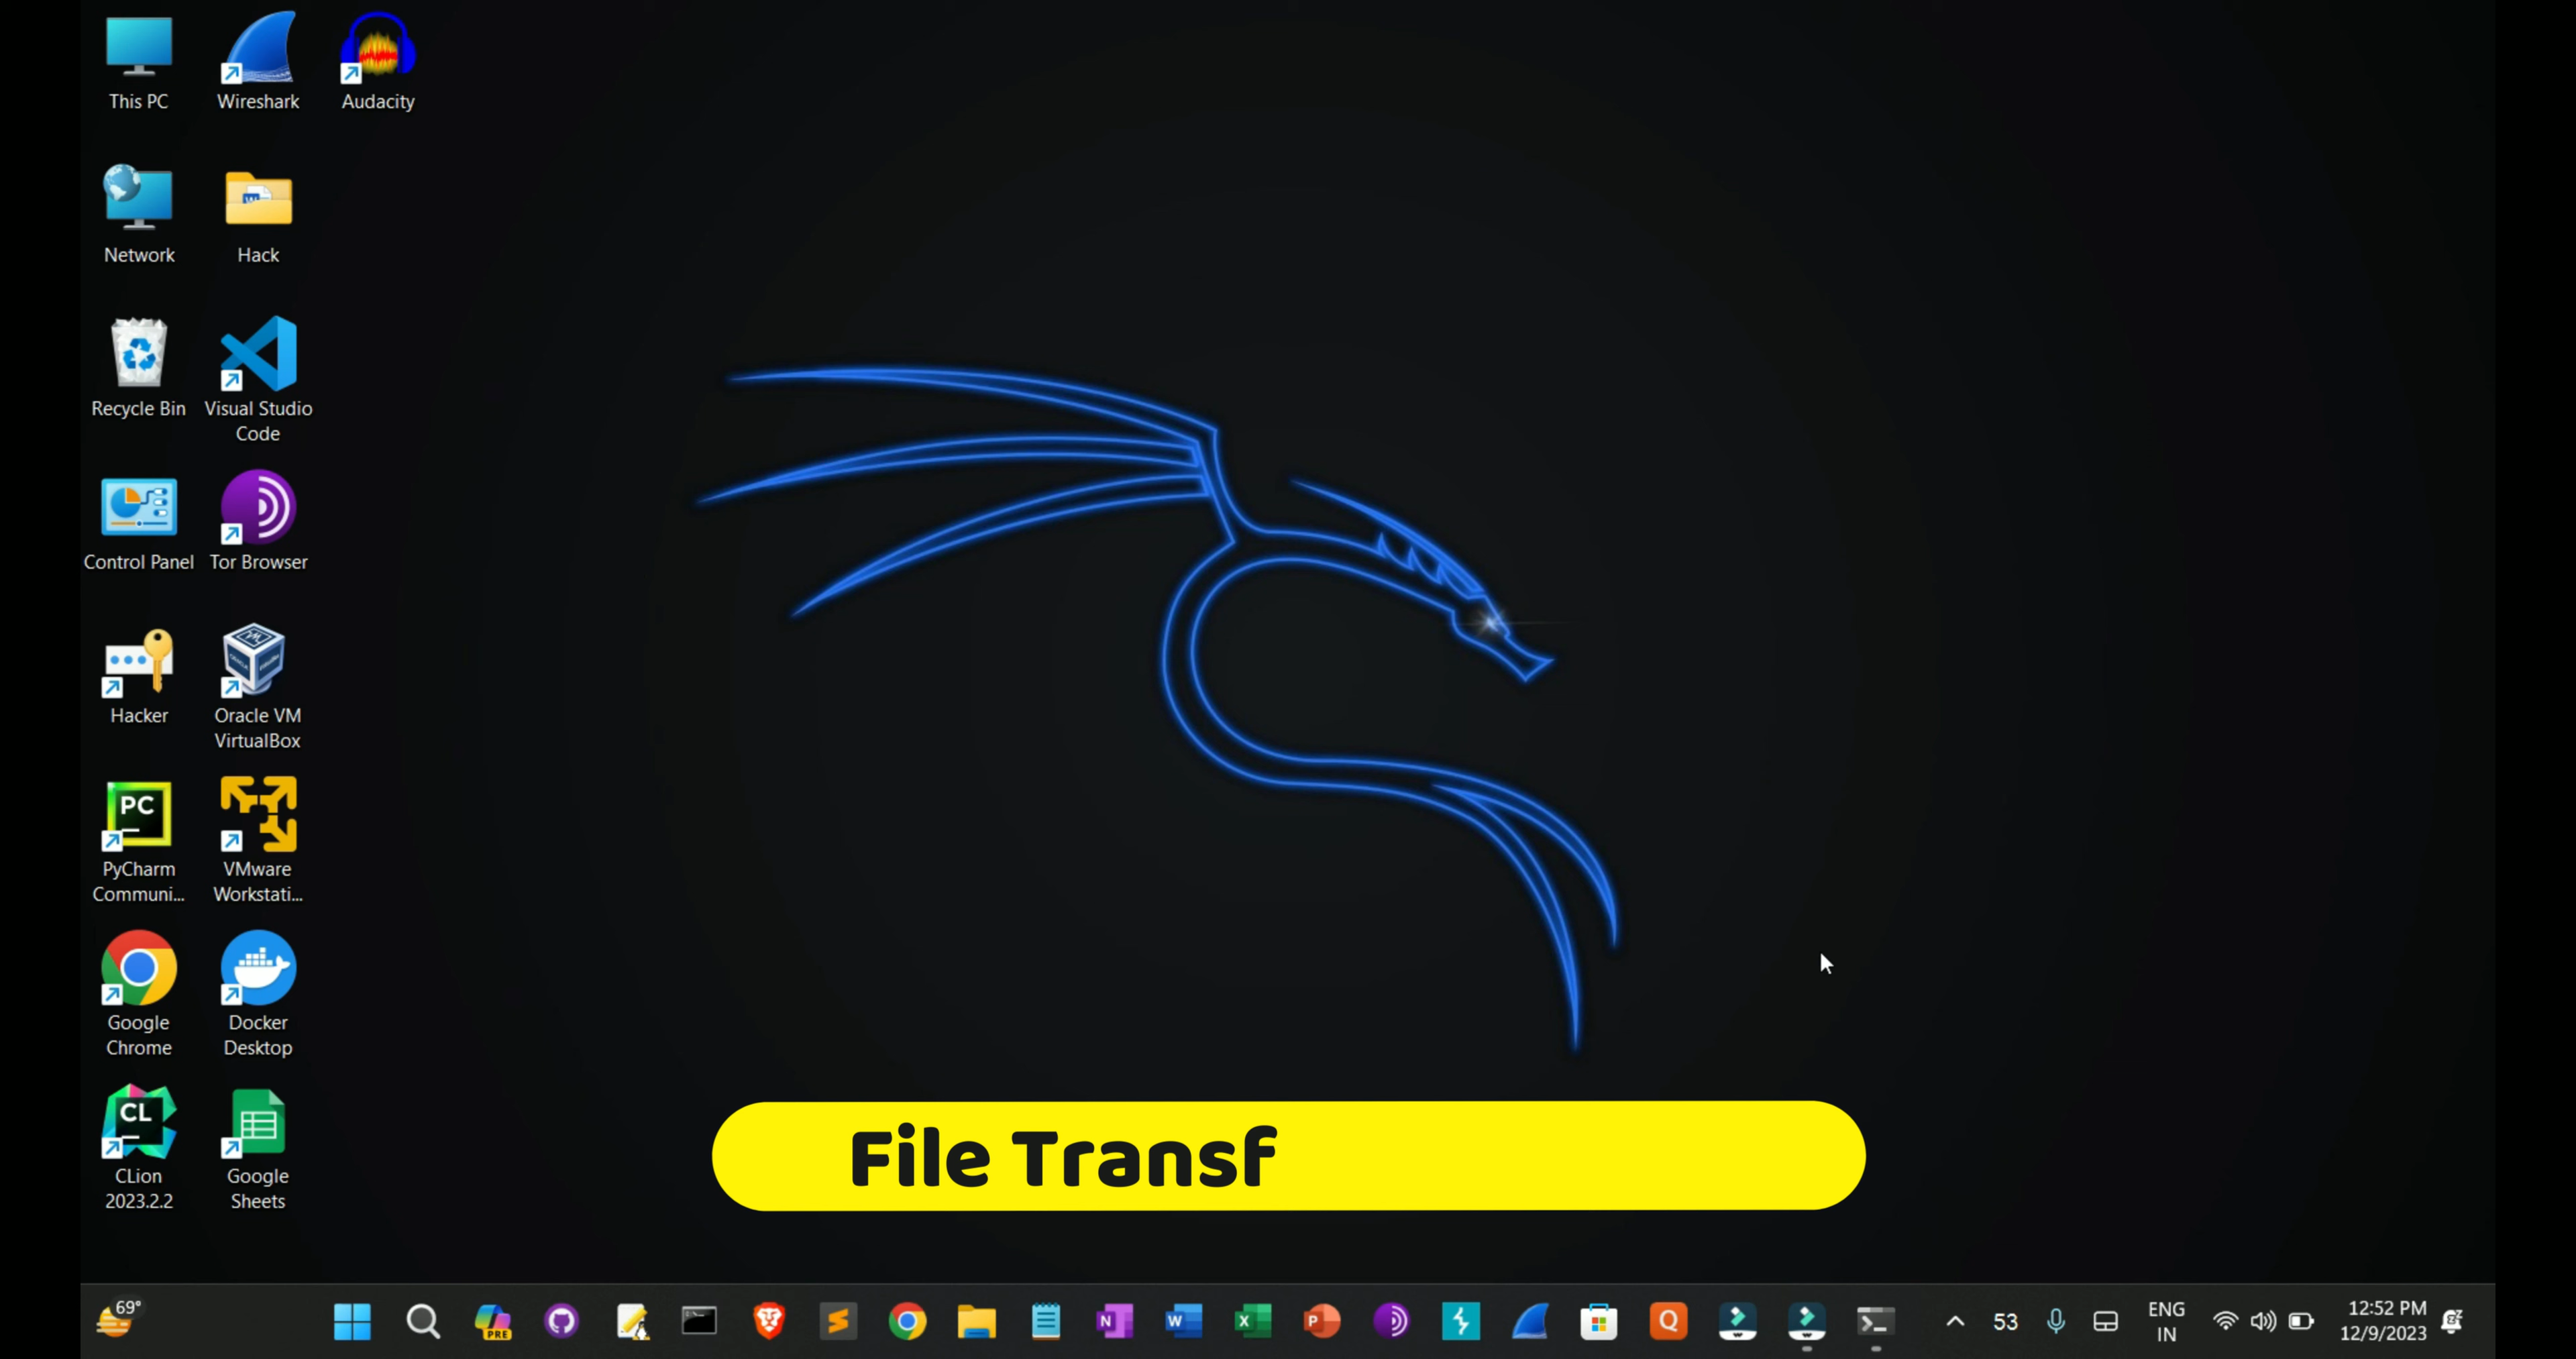 This PC
Wireshark
Audacity
Network
Hack
Recycle Bin
Visual Studio
Code
Control Panel
Tor Browser
Hacker
Oracle VM
VirtualBox
PC
PyCharm
Communi...
VMware
Workstati...
Google
Chrome
Docker
Desktop
CL
CLion
2023.2.2
Google
Sheets
File Transf
69°
PRE
N
W
X
P
Q
53
ENG
IN
12:52 PM
12/9/2023